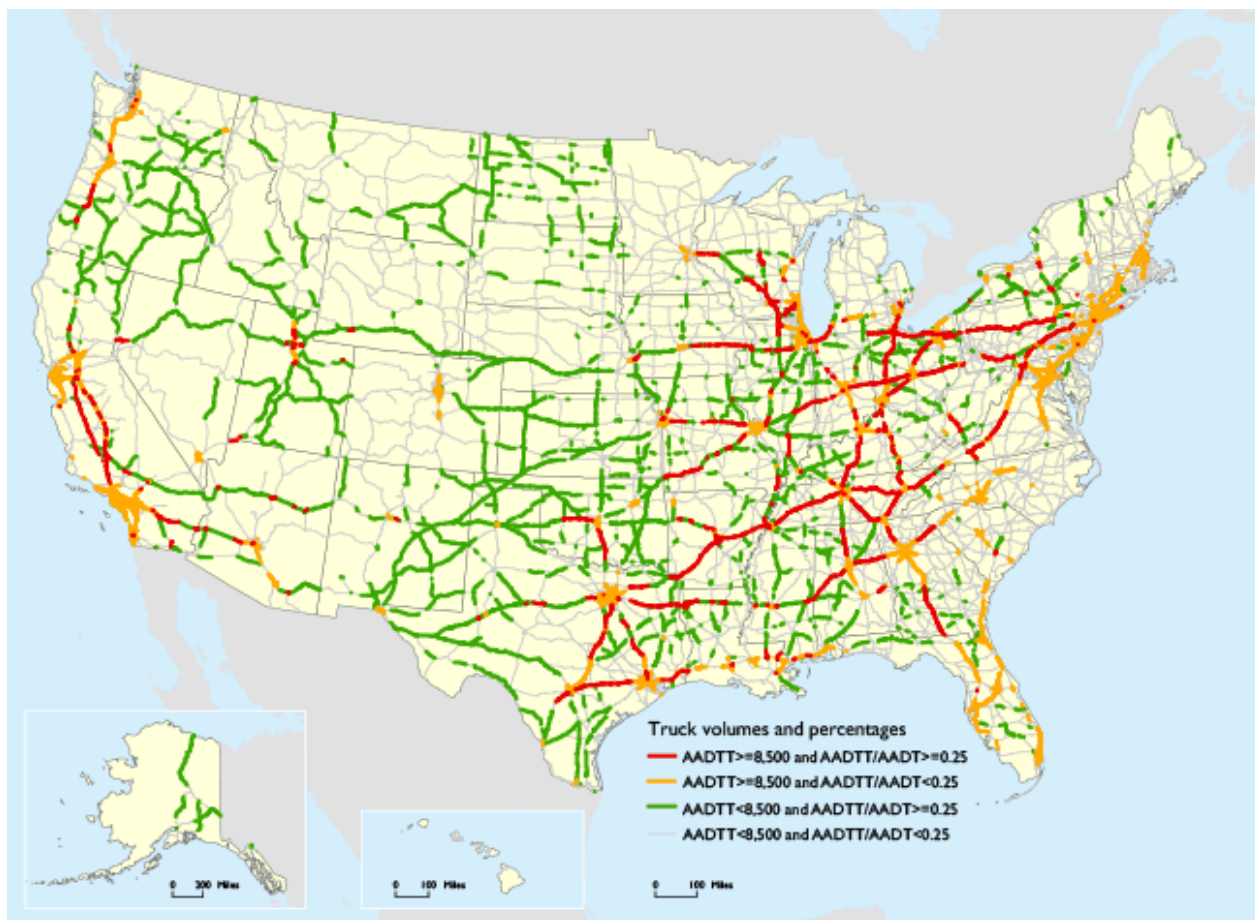 Truck volumes and percentages
AADTT>=8,500 and AADTT/AADT>=0.25
AADTT>=8,500 and AADTT/AADT<0.25
AADTT<8,500 and AADTT/AADT>=0.25
AADTT<8,500 and AADTT/AADT<0.25
0 200 Miles
0 100 Miles
0 100 Miles